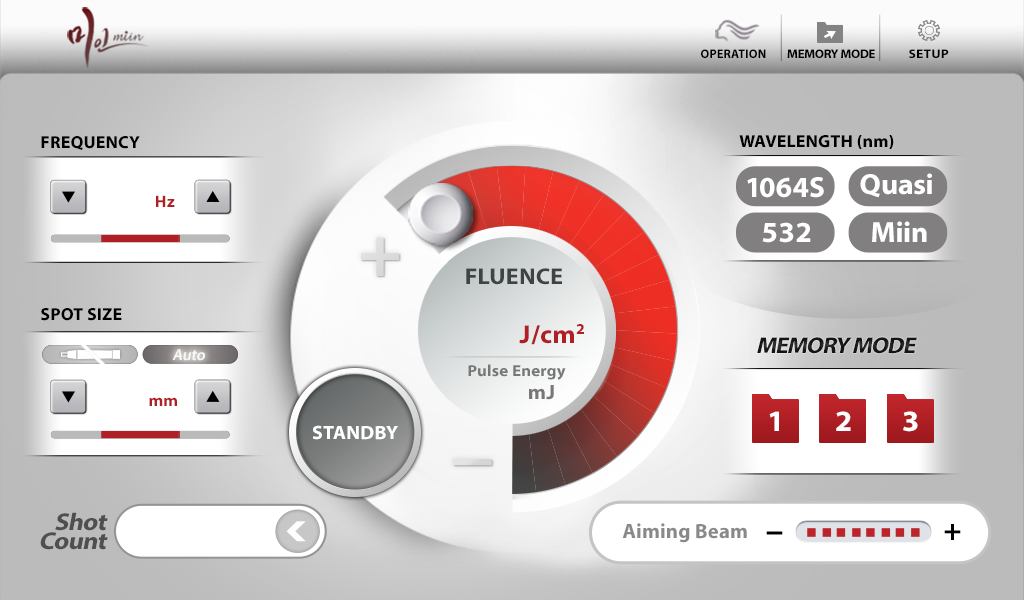 미인 miin
OPERATION
MEMORY MODE
SETUP
FREQUENCY
▼ Hz ▲
SPOT SIZE
Auto
▼ mm ▲
STANDBY
+
FLUENCE
J/cm²
Pulse Energy
mJ
−
WAVELENGTH (nm)
1064S Quasi
532 Miin
MEMORY MODE
1 2 3
Shot
Count
Aiming Beam − +